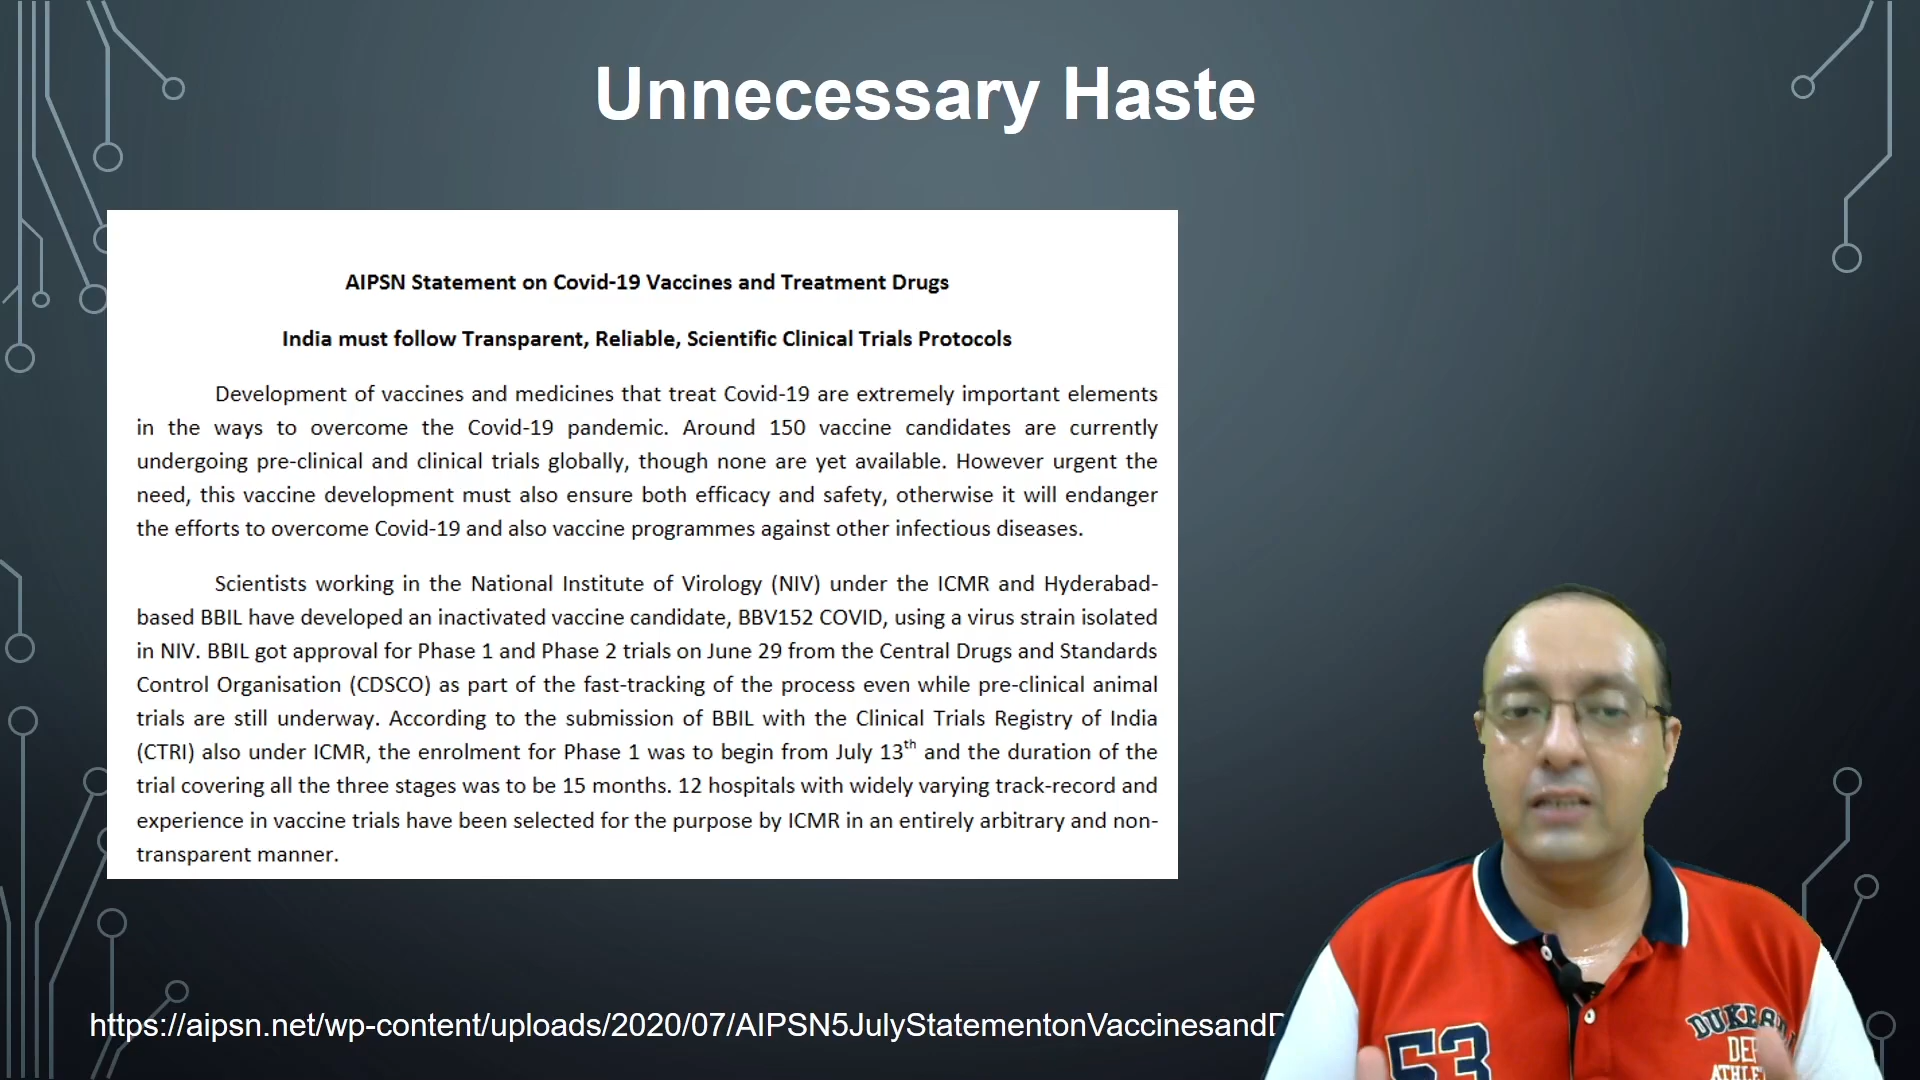 Unnecessary Haste
AIPSN Statement on Covid-19 Vaccines and Treatment Drugs
India must follow Transparent, Reliable, Scientific Clinical Trials Protocols
Development of vaccines and medicines that treat Covid-19 are extremely important elements
in the ways to overcome the Covid-19 pandemic. Around 150 vaccine candidates are currently
undergoing pre-clinical and clinical trials globally, though none are yet available. However urgent the
need, this vaccine development must also ensure both efficacy and safety, otherwise it will endanger
the efforts to overcome Covid-19 and also vaccine programmes against other infectious diseases.
Scientists working in the National Institute of Virology (NIV) under the ICMR and Hyderabad-
based BBIL have developed an inactivated vaccine candidate, BBV152 COVID, using a virus strain isolated
in NIV. BBIL got approval for Phase 1 and Phase 2 trials on June 29 from the Central Drugs and Standards
Control Organisation (CDSCO) as part of the fast-tracking of the process even while pre-clinical animal
trials are still underway. According to the submission of BBIL with the Clinical Trials Registry of India
(CTRI) also under ICMR, the enrolment for Phase 1 was to begin from July 13th and the duration of the
trial covering all the three stages was to be 15 months. 12 hospitals with widely varying track-record and
experience in vaccine trials have been selected for the purpose by ICMR in an entirely arbitrary and non-
transparent manner.
https://aipsn.net/wp-content/uploads/2020/07/AIPSN5JulyStatementonVaccinesand
53